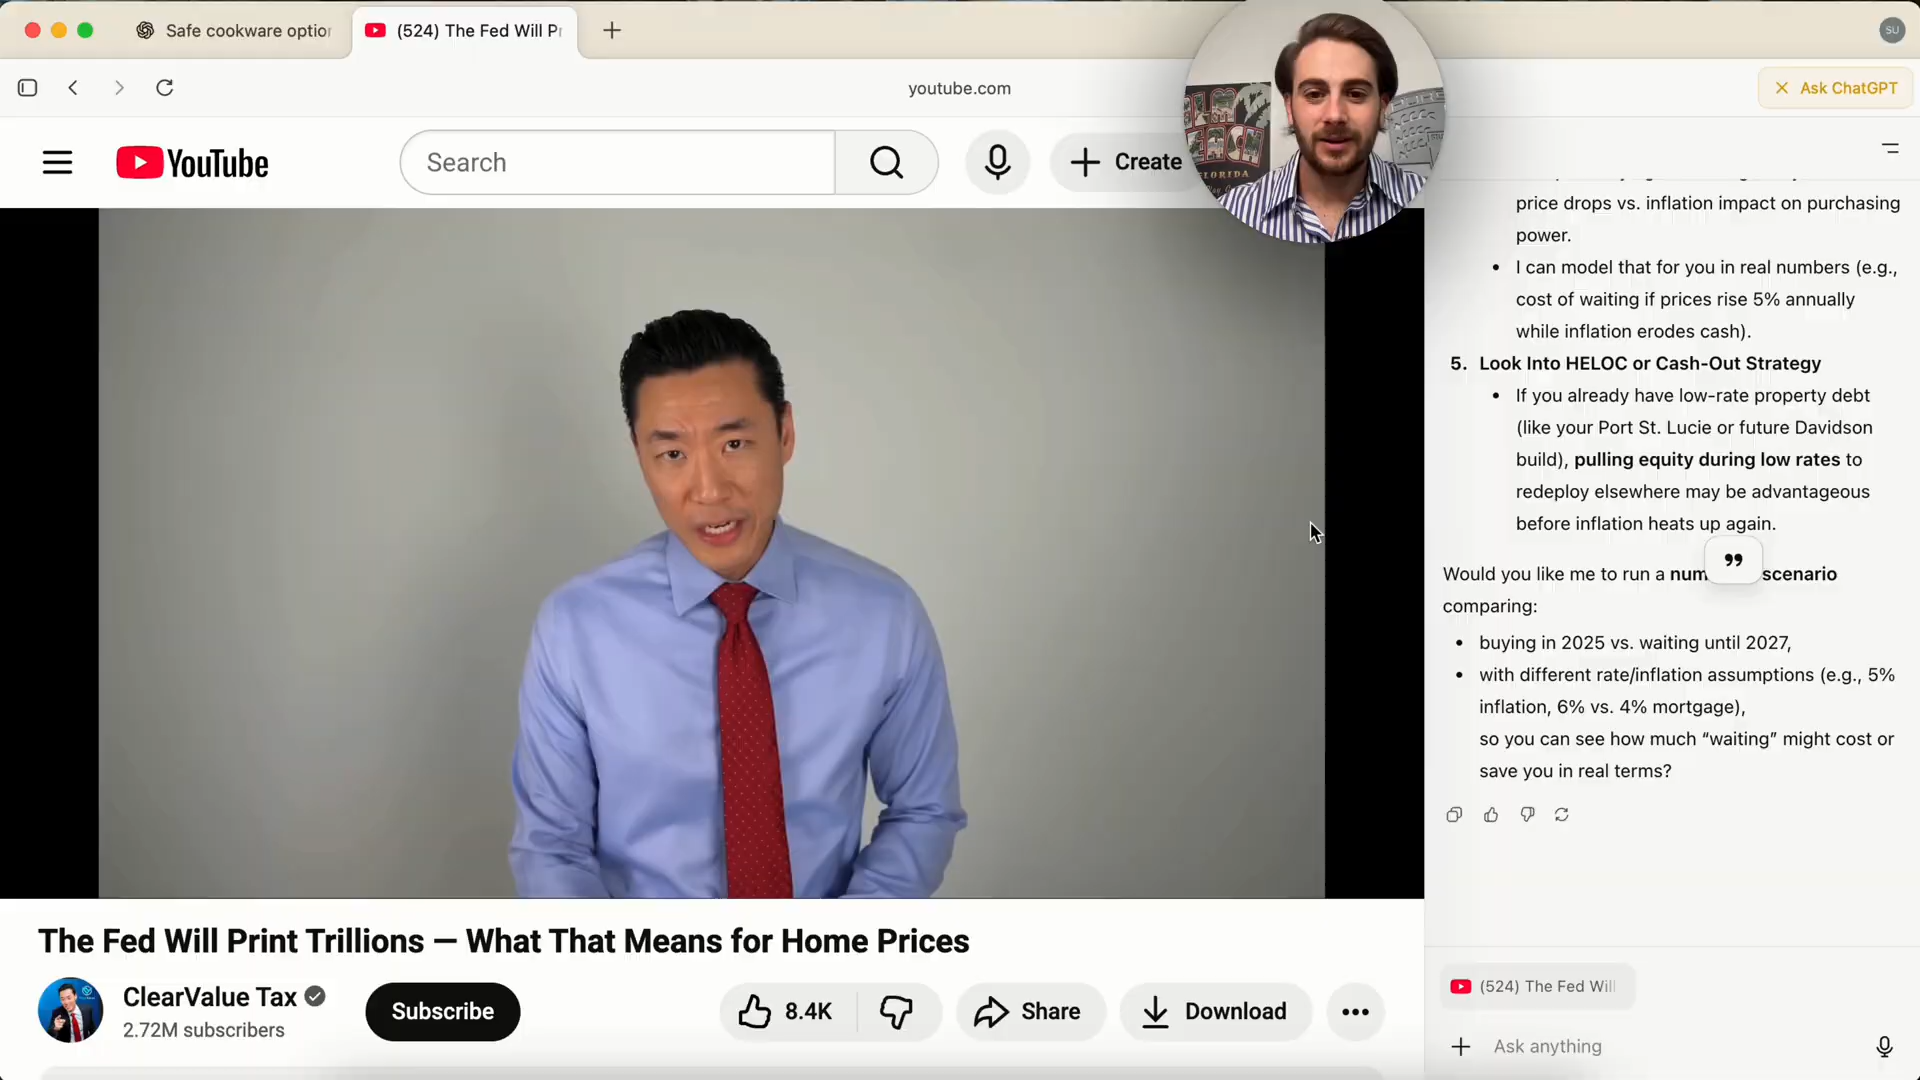 Safe cookware option
(524) The Fed Will Pr
SU
youtube.com
Ask ChatGPT
YouTube
Search
Create
FLORIDA
price drops vs. inflation impact on purchasing
power.
• I can model that for you in real numbers (e.g.,
cost of waiting if prices rise 5% annually
while inflation erodes cash).
5. Look Into HELOC or Cash-Out Strategy
• If you already have low-rate property debt
(like your Port St. Lucie or future Davidson
build), pulling equity during low rates to
redeploy elsewhere may be advantageous
before inflation heats up again.
Would you like me to run a num scenario
comparing:
• buying in 2025 vs. waiting until 2027,
• with different rate/inflation assumptions (e.g., 5%
inflation, 6% vs. 4% mortgage),
so you can see how much “waiting” might cost or
save you in real terms?
The Fed Will Print Trillions — What That Means for Home Prices
ClearValue Tax
2.72M subscribers
Subscribe
8.4K
Share
Download
(524) The Fed Will
Ask anything